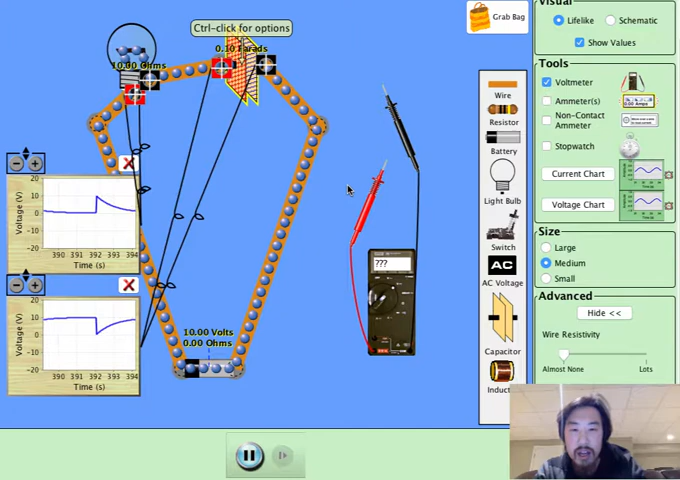 Ctrl-click for options
10.00 Ohms
0.10 Farads
20
10
0
-10
-20
Voltage (V)
390 391 392 393 394
Time (s)
20
10
0
-10
-20
Voltage (V)
390 391 392 393 394
Time (s)
10.00 Volts
0.00 Ohms
???
Grab Bag
Wire
Resistor
Battery
Light Bulb
Switch
AC
AC Voltage
Capacitor
Induct
Visual
Lifelike
Schematic
Show Values
Tools
Voltmeter
Ammeter(s)
Non-Contact
Ammeter
Stopwatch
Current Chart
Voltage Chart
Size
Large
Medium
Small
Advanced
Hide <<
Wire Resistivity
Almost None
Lots